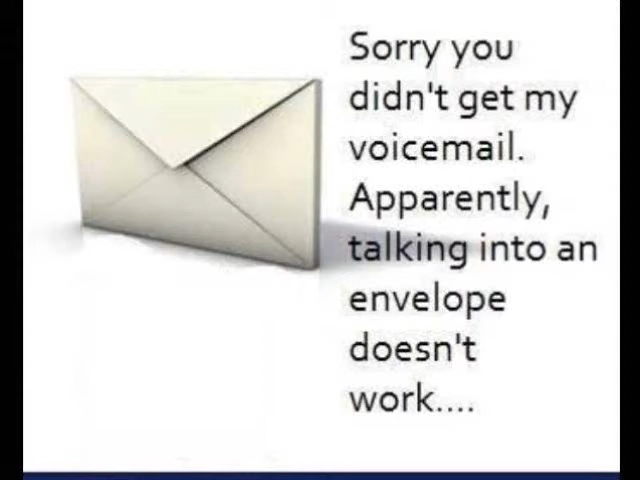 Sorry you
didn't get my
voicemail.
Apparently,
talking into an
envelope
doesn't
work....